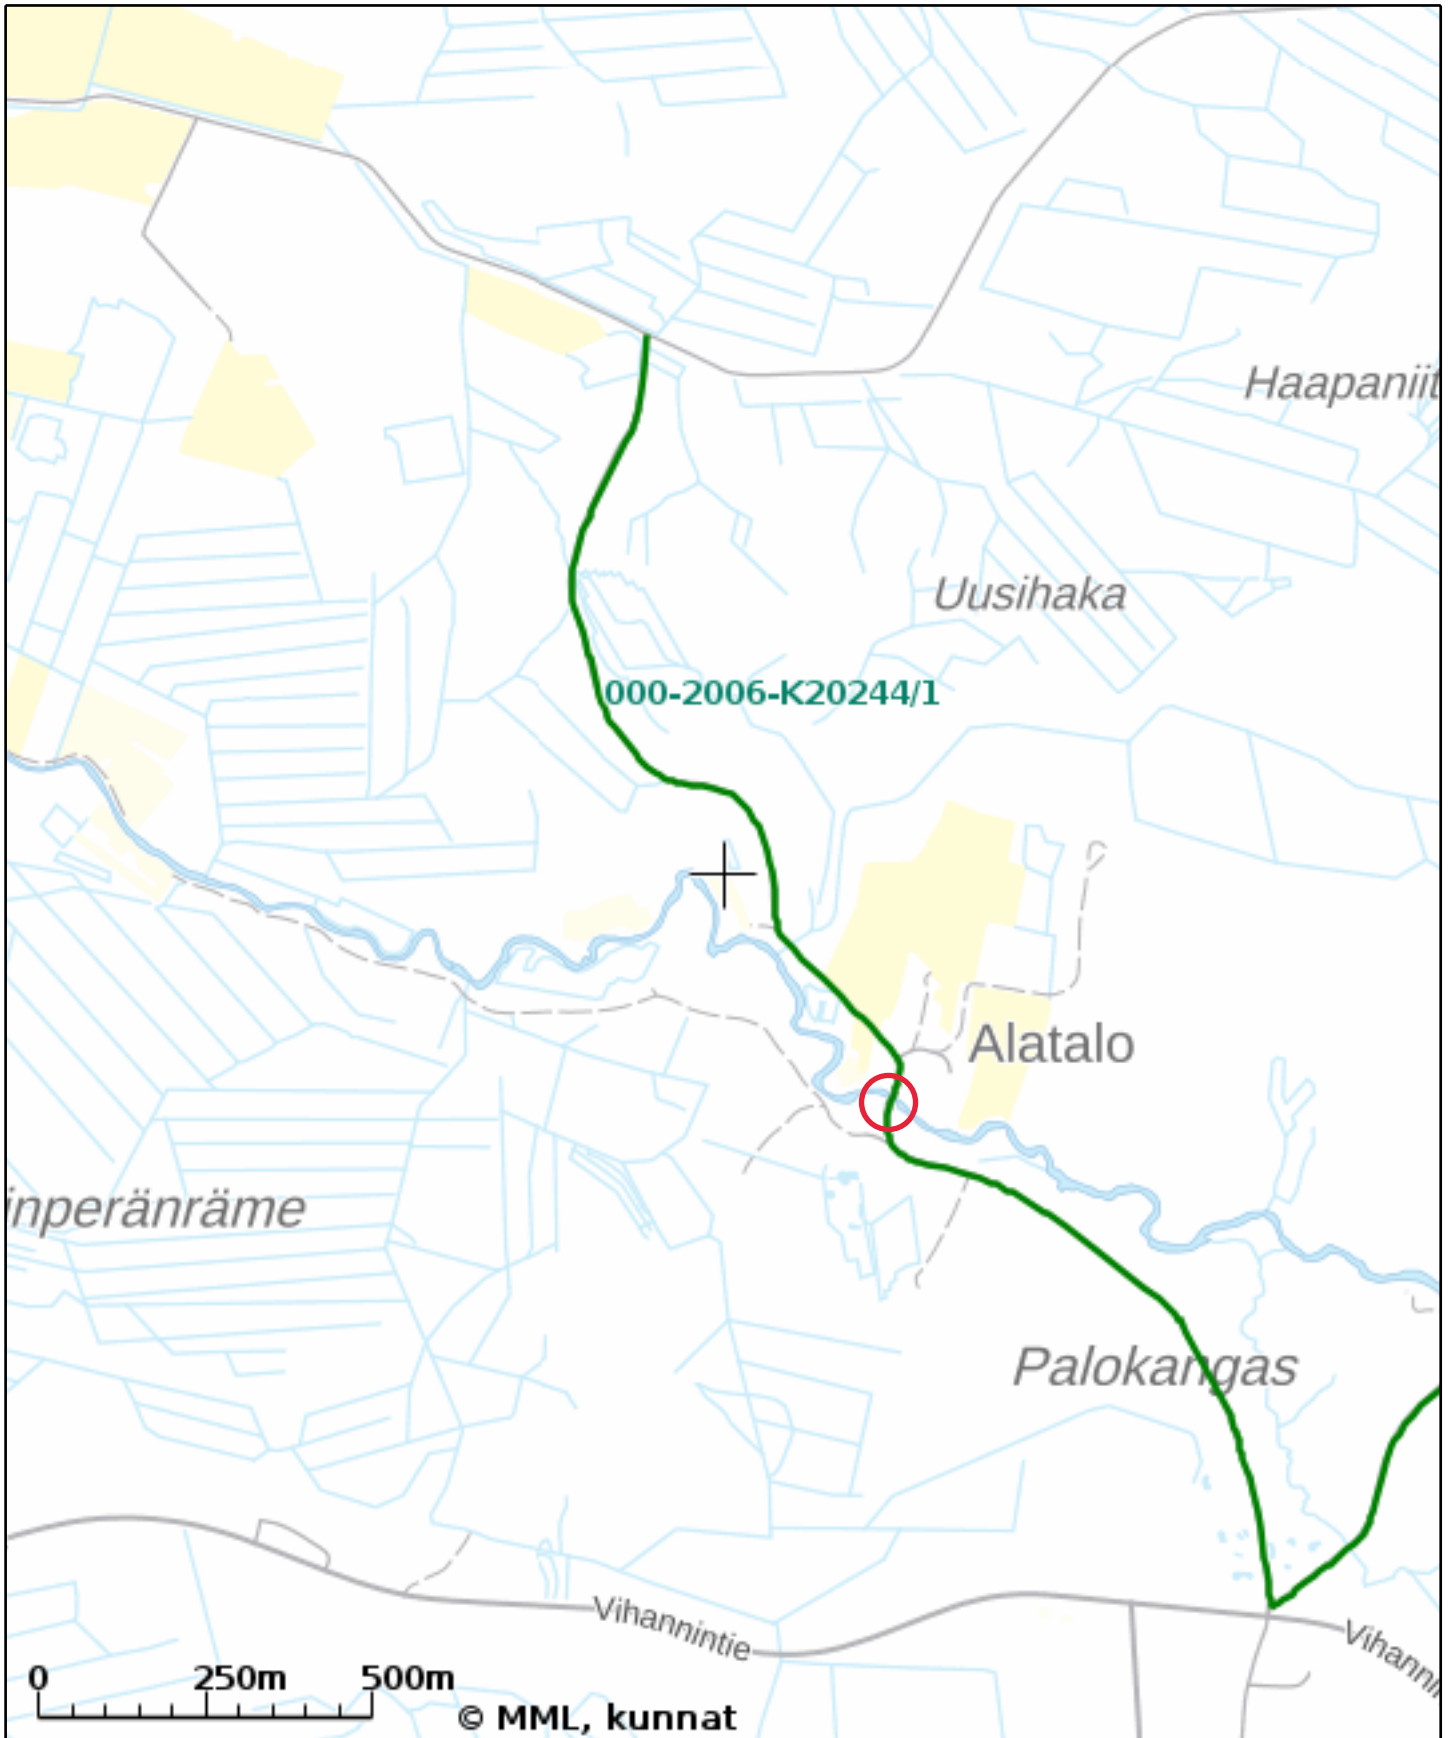 Haapaniit
Uusihaka
000-2006-K20244/1
Alatalo
inperänräme
Palokangas
Vihannintie
Vihanni
0 250m 500m
© MML, kunnat